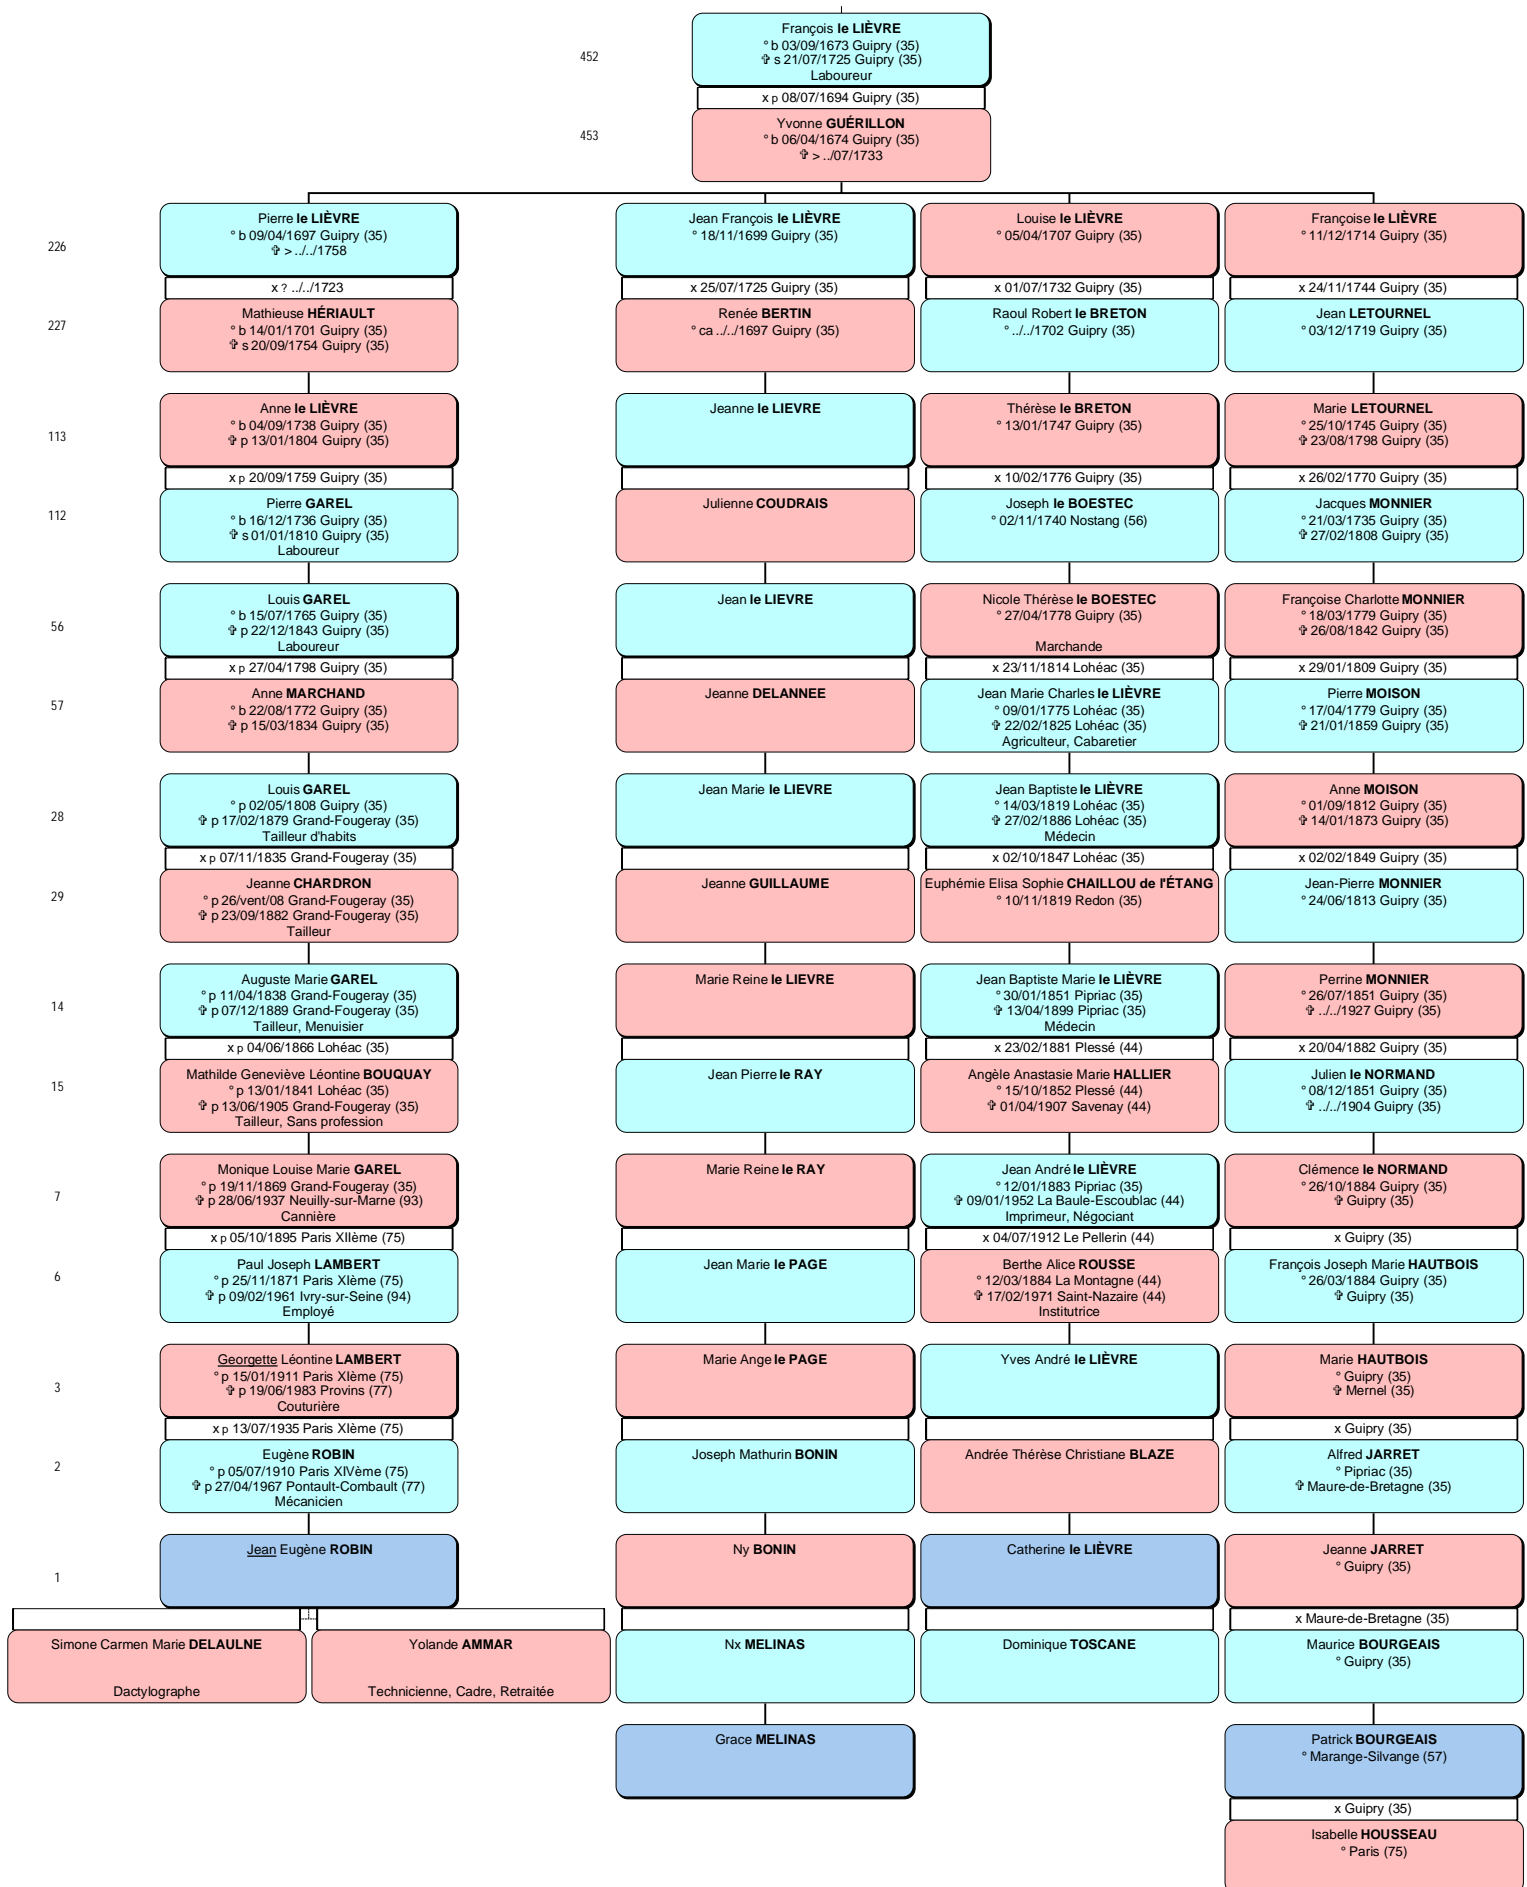 François le LIÈVRE
° b 03/09/1673 Guipry (35)
✞ s 21/07/1725 Guipry (35)
Laboureur
452
x p 08/07/1694 Guipry (35)
Yvonne GUÉRILLON
° b 06/04/1674 Guipry (35)
✞ > ../07/1733
453
Pierre le LIÈVRE
° b 09/04/1697 Guipry (35)
✞ > ../../1758
226
x ? ../../1723
Mathieuse HÉRIAULT
° b 14/01/1701 Guipry (35)
✞ s 20/09/1754 Guipry (35)
227
Jean François le LIÈVRE
° 18/11/1699 Guipry (35)
x 25/07/1725 Guipry (35)
Renée BERTIN
° ca ../../1697 Guipry (35)
Louise le LIÈVRE
° 05/04/1707 Guipry (35)
x 01/07/1732 Guipry (35)
Raoul Robert le BRETON
° ../../1702 Guipry (35)
Françoise le LIÈVRE
° 11/12/1714 Guipry (35)
x 24/11/1744 Guipry (35)
Jean LETOURNEL
° 03/12/1719 Guipry (35)
Anne le LIÈVRE
° b 04/09/1738 Guipry (35)
✞ p 13/01/1804 Guipry (35)
113
x p 20/09/1759 Guipry (35)
Pierre GAREL
° b 16/12/1736 Guipry (35)
✞ s 01/01/1810 Guipry (35)
Laboureur
112
Jeanne le LIEVRE
Julienne COUDRAIS
Thérèse le BRETON
° 13/01/1747 Guipry (35)
x 10/02/1776 Guipry (35)
Joseph le BOESTEC
° 02/11/1740 Nostang (56)
Marie LETOURNEL
° 25/10/1745 Guipry (35)
✞ 23/08/1798 Guipry (35)
x 26/02/1770 Guipry (35)
Jacques MONNIER
° 21/03/1735 Guipry (35)
✞ 27/02/1808 Guipry (35)
Louis GAREL
° b 15/07/1765 Guipry (35)
✞ p 22/12/1843 Guipry (35)
Laboureur
56
x p 27/04/1798 Guipry (35)
Anne MARCHAND
° b 22/08/1772 Guipry (35)
✞ p 15/03/1834 Guipry (35)
57
Jean le LIEVRE
Jeanne DELANNEE
Nicole Thérèse le BOESTEC
° 27/04/1778 Guipry (35)
Marchande
x 23/11/1814 Lohéac (35)
Jean Marie Charles le LIÈVRE
° 09/01/1775 Lohéac (35)
✞ 22/02/1825 Lohéac (35)
Agriculteur, Cabaretier
Françoise Charlotte MONNIER
° 18/03/1779 Guipry (35)
✞ 26/08/1842 Guipry (35)
x 29/01/1809 Guipry (35)
Pierre MOISON
° 17/04/1779 Guipry (35)
✞ 21/01/1859 Guipry (35)
Louis GAREL
° p 02/05/1808 Guipry (35)
✞ p 17/02/1879 Grand-Fougeray (35)
Tailleur d'habits
28
x p 07/11/1835 Grand-Fougeray (35)
Jeanne CHARDRON
° p 26/vent/08 Grand-Fougeray (35)
✞ p 23/09/1882 Grand-Fougeray (35)
Tailleur
29
Jean Marie le LIEVRE
Jeanne GUILLAUME
Jean Baptiste le LIÈVRE
° 14/03/1819 Lohéac (35)
✞ 27/02/1886 Lohéac (35)
Médecin
x 02/10/1847 Lohéac (35)
Euphémie Elisa Sophie CHAILLOU de l'ÉTANG
° 10/11/1819 Redon (35)
Anne MOISON
° 01/09/1812 Guipry (35)
✞ 14/01/1873 Guipry (35)
x 02/02/1849 Guipry (35)
Jean-Pierre MONNIER
° 24/06/1813 Guipry (35)
Auguste Marie GAREL
° p 11/04/1838 Grand-Fougeray (35)
✞ p 07/12/1889 Grand-Fougeray (35)
Tailleur, Menuisier
14
x p 04/06/1866 Lohéac (35)
Mathilde Geneviève Léontine BOUQUAY
° p 13/01/1841 Lohéac (35)
✞ p 13/06/1905 Grand-Fougeray (35)
Tailleur, Sans profession
15
Marie Reine le LIEVRE
Jean Pierre le RAY
Jean Baptiste Marie le LIÈVRE
° 30/01/1851 Pipriac (35)
✞ 13/04/1899 Pipriac (35)
Médecin
x 23/02/1881 Plessé (44)
Angèle Anastasie Marie HALLIER
° 15/10/1852 Plessé (44)
✞ 01/04/1907 Savenay (44)
Perrine MONNIER
° 26/07/1851 Guipry (35)
✞ ../../1927 Guipry (35)
x 20/04/1882 Guipry (35)
Julien le NORMAND
° 08/12/1851 Guipry (35)
✞ ../../1904 Guipry (35)
Monique Louise Marie GAREL
° p 19/11/1869 Grand-Fougeray (35)
✞ p 28/06/1937 Neuilly-sur-Marne (93)
Cannière
7
x p 05/10/1895 Paris XIIème (75)
Paul Joseph LAMBERT
° p 25/11/1871 Paris XIème (75)
✞ p 09/02/1961 Ivry-sur-Seine (94)
Employé
6
Marie Reine le RAY
Jean Marie le PAGE
Jean André le LIÈVRE
° 12/01/1883 Pipriac (35)
✞ 09/01/1952 La Baule-Escoublac (44)
Imprimeur, Négociant
x 04/07/1912 Le Pellerin (44)
Berthe Alice ROUSSE
° 12/03/1884 La Montagne (44)
✞ 17/02/1971 Saint-Nazaire (44)
Institutrice
Clémence le NORMAND
° 26/10/1884 Guipry (35)
✞ Guipry (35)
x Guipry (35)
François Joseph Marie HAUTBOIS
° 26/03/1884 Guipry (35)
✞ Guipry (35)
Georgette Léontine LAMBERT
° p 15/01/1911 Paris XIème (75)
✞ p 19/06/1983 Provins (77)
Couturière
3
x p 13/07/1935 Paris XIème (75)
Eugène ROBIN
° p 05/07/1910 Paris XIVème (75)
✞ p 27/04/1967 Pontault-Combault (77)
Mécanicien
2
Marie Ange le PAGE
Joseph Mathurin BONIN
Yves André le LIÈVRE
Andrée Thérèse Christiane BLAZE
Marie HAUTBOIS
° Guipry (35)
✞ Mernel (35)
x Guipry (35)
Alfred JARRET
° Pipriac (35)
✞ Maure-de-Bretagne (35)
Jean Eugène ROBIN
1
Simone Carmen Marie DELAULNE
Dactylographe
Yolande AMMAR
Technicienne, Cadre, Retraitée
Ny BONIN
Nx MELINAS
Catherine le LIÈVRE
Dominique TOSCANE
Jeanne JARRET
° Guipry (35)
x Maure-de-Bretagne (35)
Maurice BOURGEAIS
° Guipry (35)
Grace MELINAS
Patrick BOURGEAIS
° Marange-Silvange (57)
x Guipry (35)
Isabelle HOUSSEAU
° Paris (75)